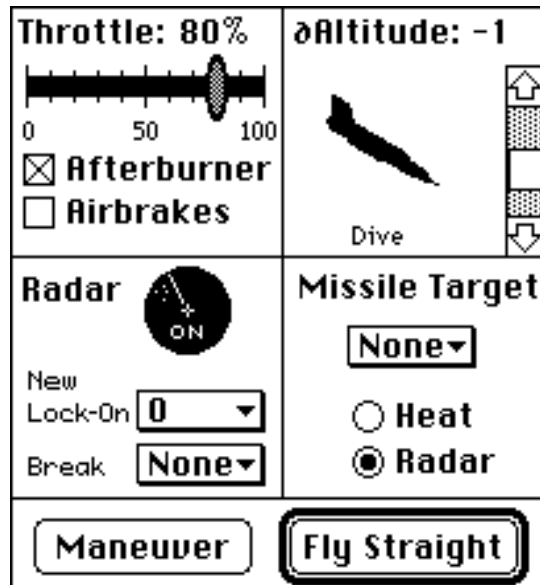 Throttle: 80%
0 50 100
Afterburner
Airbrakes
∂Altitude: -1
Dive
Radar
ON
New
Lock-On 0
Break None
Missile Target
None
Heat
Radar
Maneuver
Fly Straight